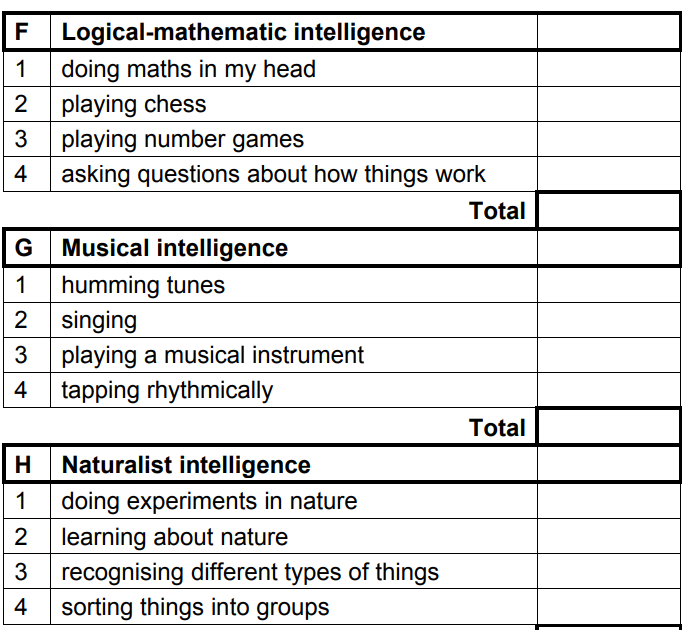 F Logical-mathematic intelligence
1 doing maths in my head
2 playing chess
3 playing number games
4 asking questions about how things work
Total
G Musical intelligence
1 humming tunes
2 singing
3 playing a musical instrument
4 tapping rhythmically
Total
H Naturalist intelligence
1 doing experiments in nature
2 learning about nature
3 recognising different types of things
4 sorting things into groups